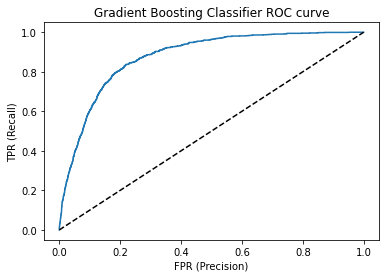 Gradient Boosting Classifier ROC curve
TPR (Recall)
1.0
0.8
0.6
0.4
0.2
0.0
0.0 0.2 0.4 0.6 0.8 1.0
FPR (Precision)